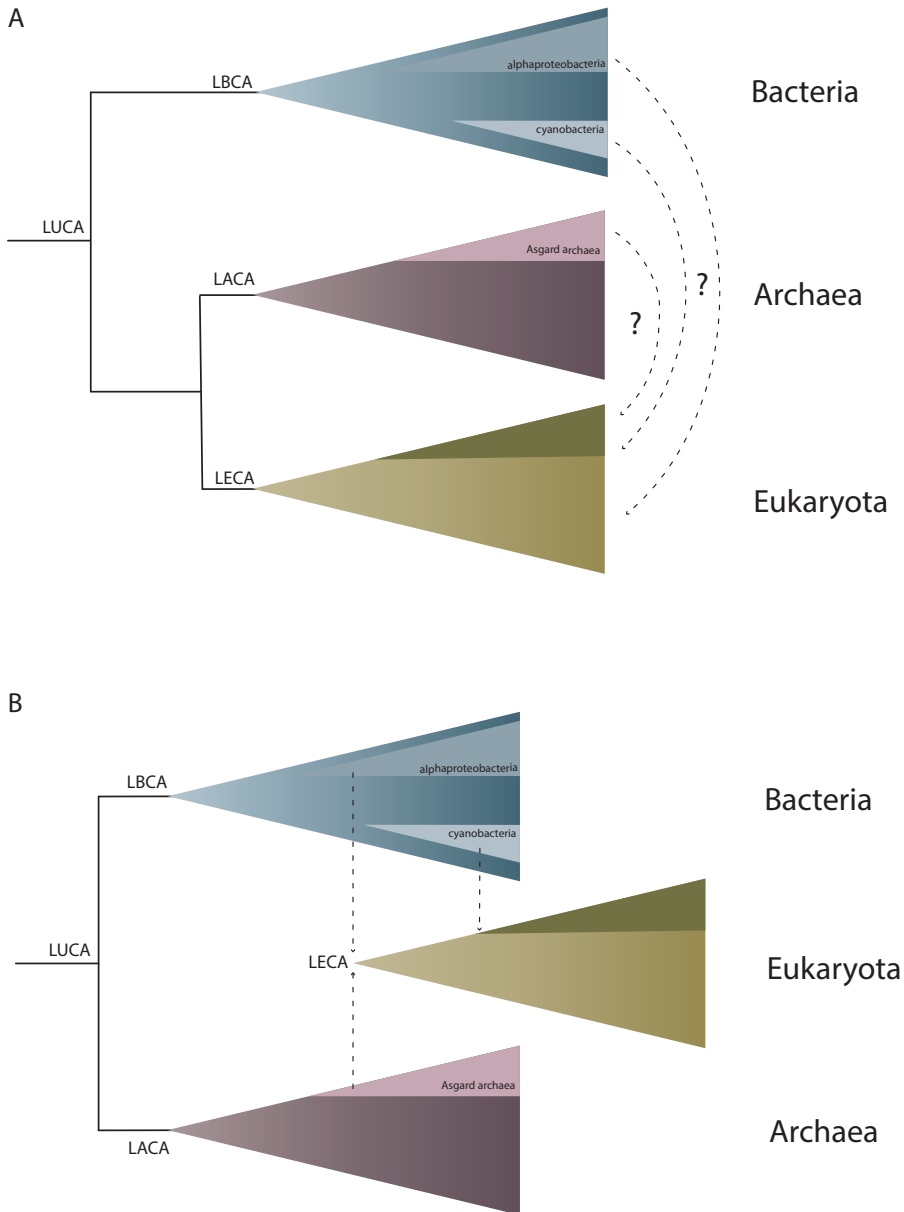 A
LBCA
alphaproteobacteria
Bacteria
cyanobacteria
LUCA
Asgard archaea
LACA
?
Archaea
?
LECA
Eukaryota
B
LBCA
alphaproteobacteria
Bacteria
cyanobacteria
LUCA
LECA
Eukaryota
Asgard archaea
LACA
Archaea